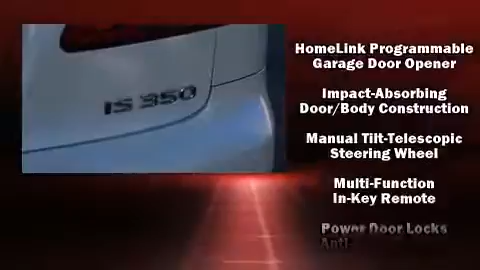 IS 350
HomeLink Programmable
Garage Door Opener
Impact-Absorbing
Door/Body Construction
Manual Tilt-Telescopic
Steering Wheel
Multi-Function
In-Key Remote
Power Door Locks
Anti-